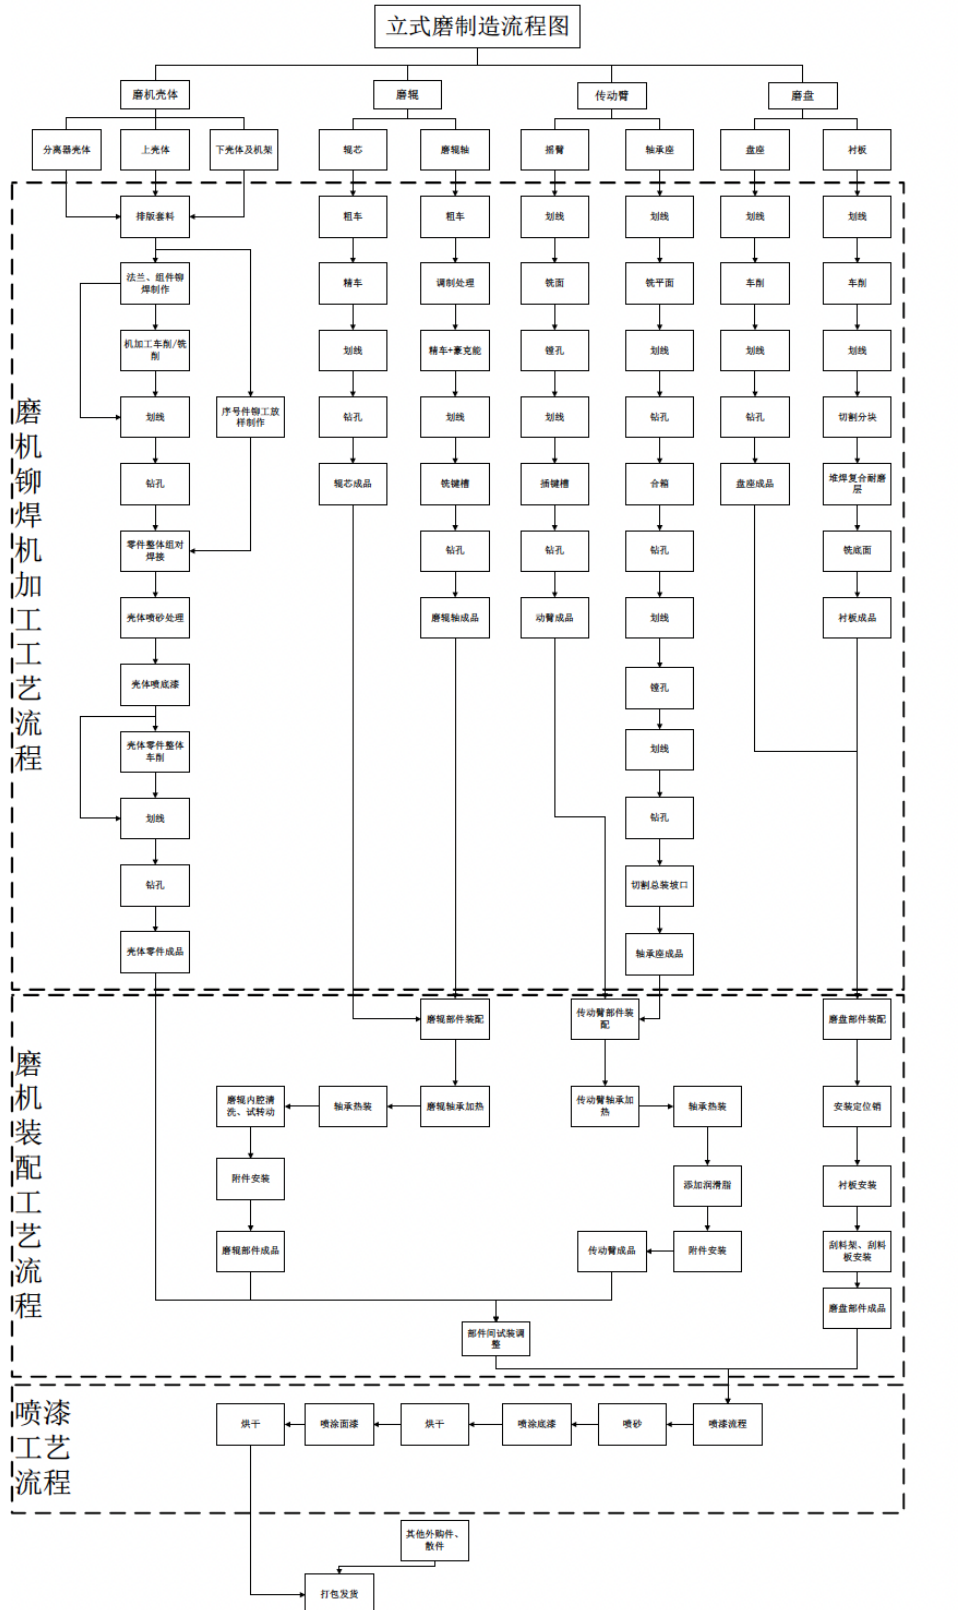 立式磨制造流程图
磨机壳体
磨辊
传动臂
磨盘
分离器壳体
上壳体
下壳体及机架
辊芯
磨辊轴
摇臂
轴承座
盘座
衬板
磨机铆焊机加工工艺流程
排版套料
粗车
粗车
划线
划线
划线
划线
法兰、组件铆
焊制作
精车
调制处理
铣面
铣平面
车削
车削
机加工车削/铣
削
划线
精车+豪克能
镗孔
划线
划线
划线
划线
序号件铆工放
样制作
钻孔
划线
划线
钻孔
钻孔
切割分块
钻孔
辊芯成品
铣键槽
插键槽
合箱
盘座成品
堆焊复合耐磨
层
零件整体组对
焊接
钻孔
钻孔
钻孔
铣底面
壳体喷砂处理
磨辊轴成品
动臂成品
划线
衬板成品
壳体喷底漆
镗孔
壳体零件整体
车削
划线
划线
钻孔
钻孔
切割总装坡口
壳体零件成品
轴承座成品
磨机装配工艺流程
磨辊部件装配
传动臂部件装
配
磨盘部件装配
磨辊内腔清
洗、试转动
轴承热装
磨辊轴承加热
传动臂轴承加
热
轴承热装
安装定位销
附件安装
添加润滑脂
衬板安装
磨辊部件成品
传动臂成品
附件安装
刮料架、刮料
板安装
磨盘部件成品
部件间试装调
整
喷漆
工艺
流程
烘干
喷涂面漆
烘干
喷涂底漆
喷砂
喷漆流程
其他外购件、
散件
打包发货